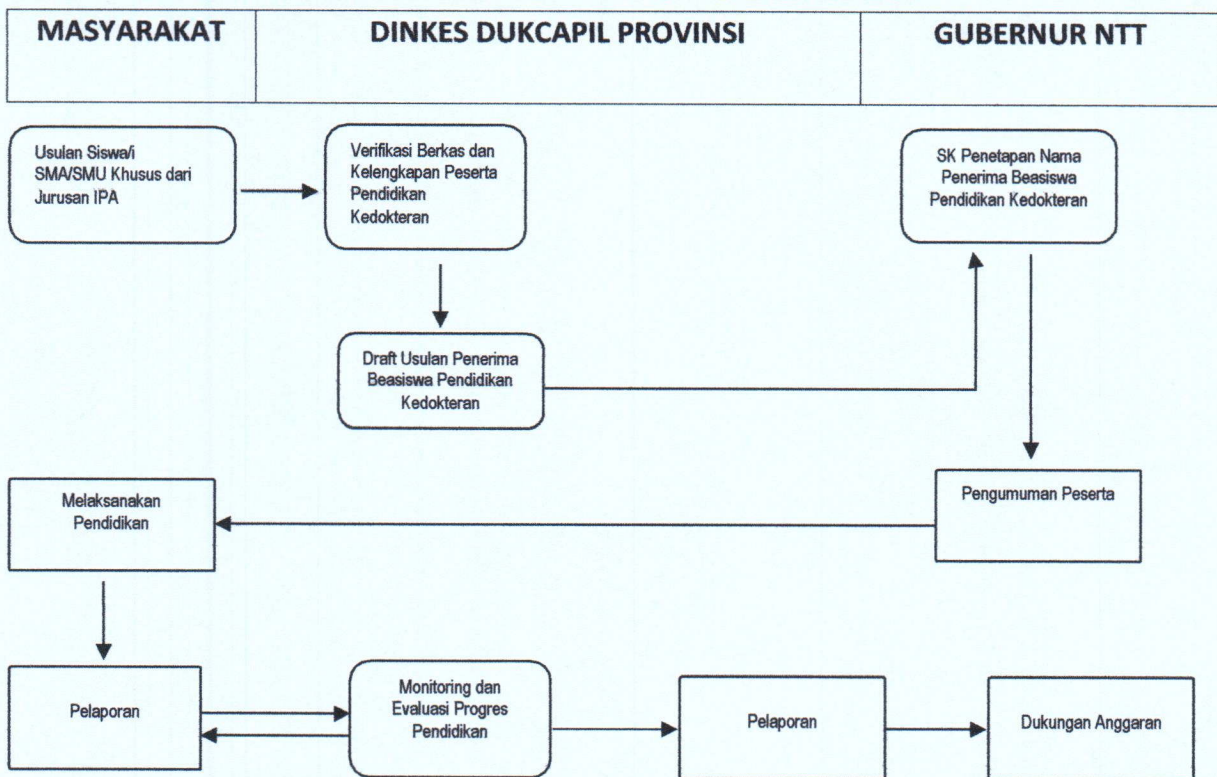 MASYARAKAT
DINKES DUKCAPIL PROVINSI
GUBERNUR NTT
Usulan Siswa/i
SMA/SMU Khusus dari
Jurusan IPA
Verifikasi Berkas dan
Kelengkapan Peserta
Pendidikan
Kedokteran
SK Penetapan Nama
Penerima Beasiswa
Pendidikan Kedokteran
Draft Usulan Penerima
Beasiswa Pendidikan
Kedokteran
Melaksanakan
Pendidikan
Pengumuman Peserta
Pelaporan
Monitoring dan
Evaluasi Progres
Pendidikan
Pelaporan
Dukungan Anggaran